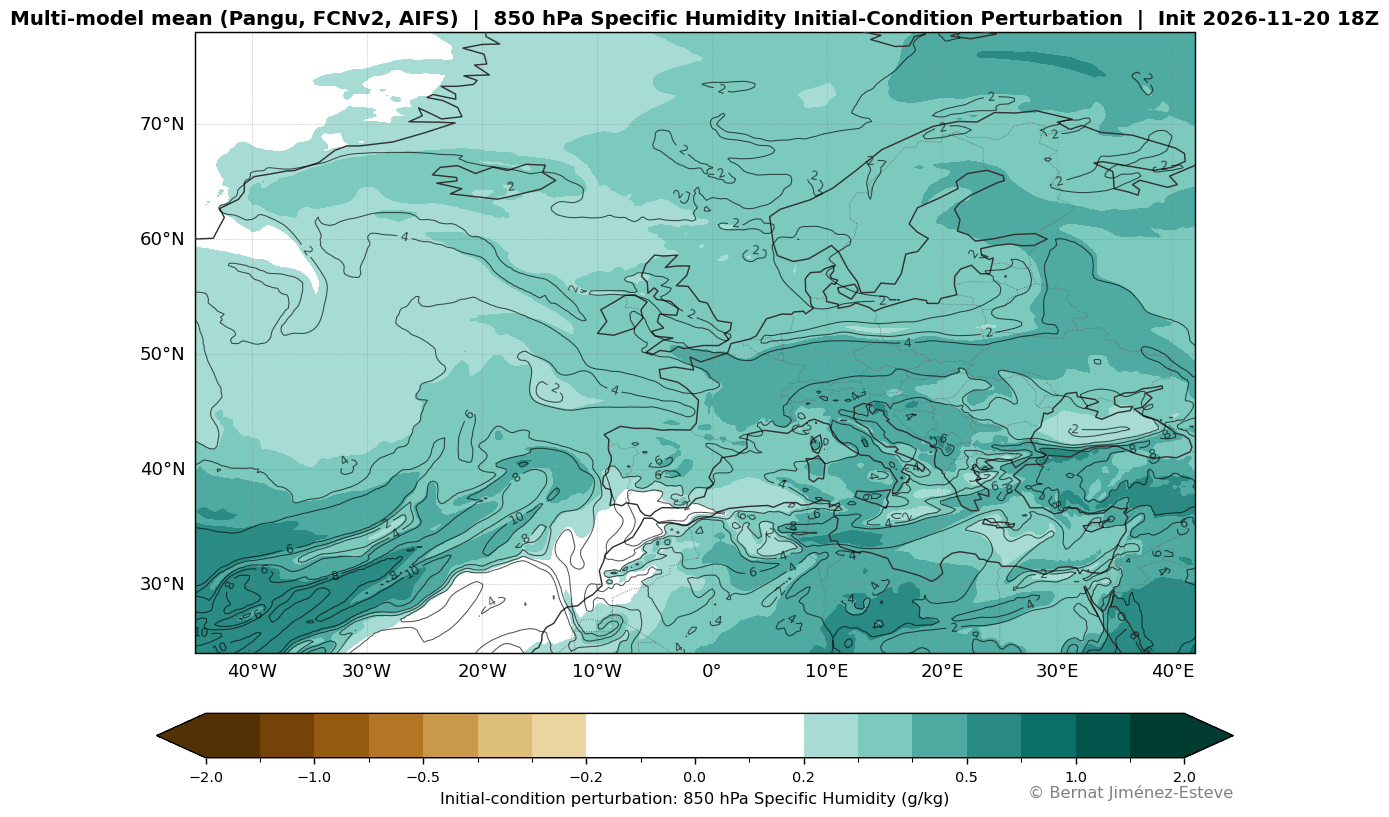 Multi-model mean (Pangu, FCNv2, AIFS) | 850 hPa Specific Humidity Initial-Condition Perturbation | Init 2026-11-20 18Z
70°N
60°N
50°N
40°N
30°N
40°W 30°W 20°W 10°W 0° 10°E 20°E 30°E 40°E
−2.0 −1.0 −0.5 −0.2 0.0 0.2 0.5 1.0 2.0
Initial-condition perturbation: 850 hPa Specific Humidity (g/kg)
© Bernat Jiménez-Esteve